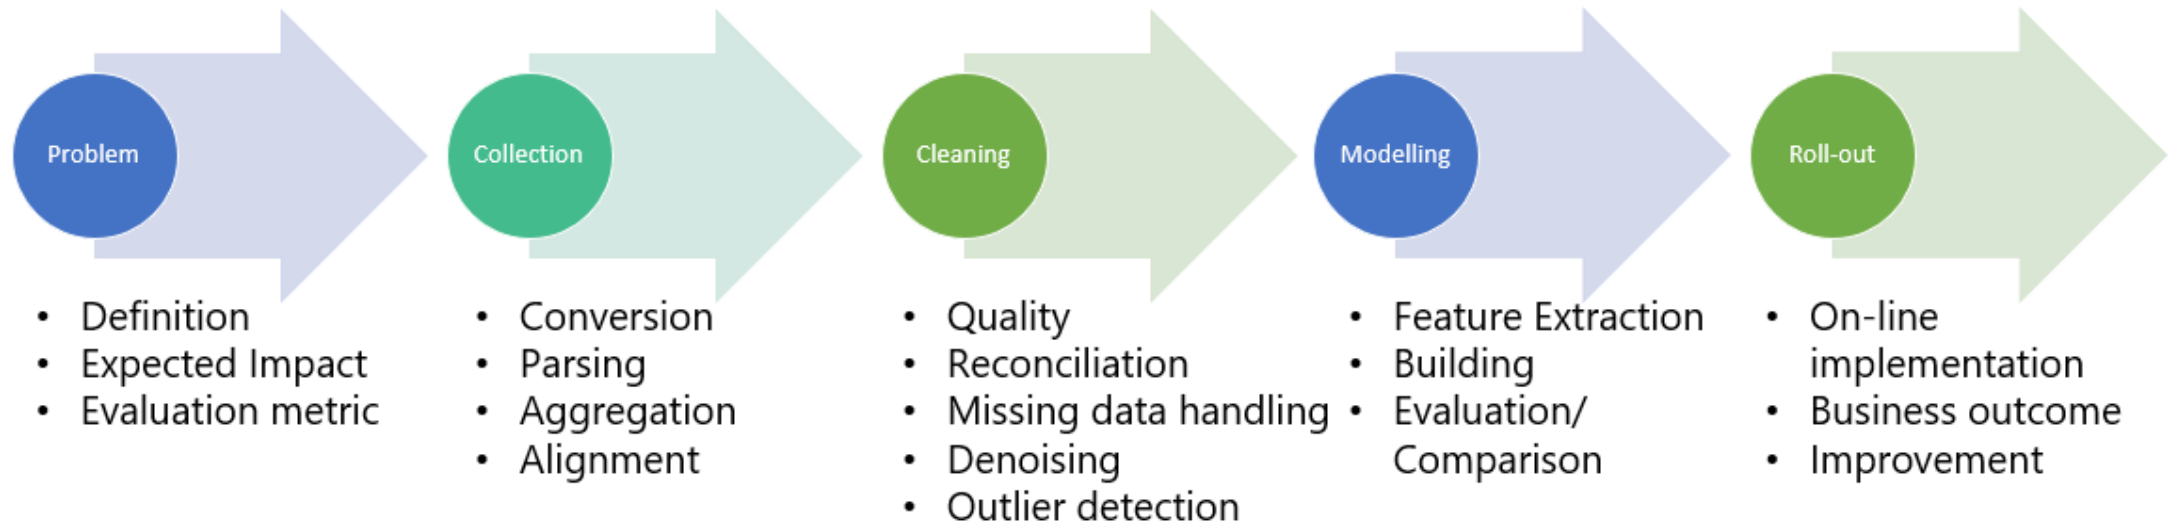 Problem
Collection
Cleaning
Modelling
Roll-out
• Definition
• Expected Impact
• Evaluation metric
• Conversion
• Parsing
• Aggregation
• Alignment
• Quality
• Reconciliation
• Missing data handling
• Denoising
• Outlier detection
• Feature Extraction
• Building
• Evaluation/
Comparison
• On-line
implementation
• Business outcome
• Improvement